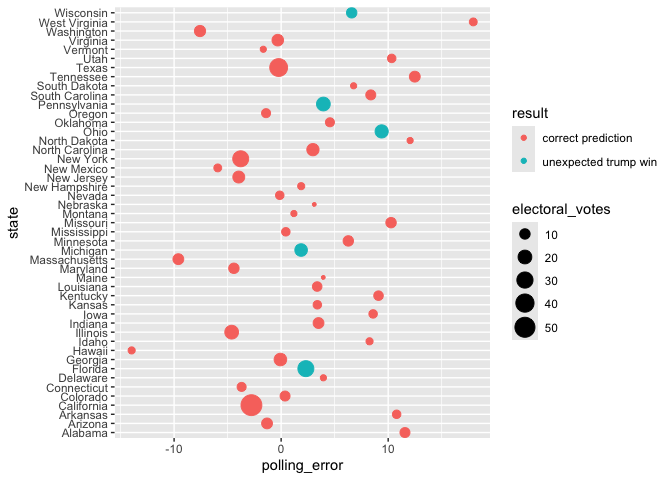 Wisconsin
West Virginia
Washington
Virginia
Vermont
Utah
Texas
Tennessee
South Dakota
South Carolina
Pennsylvania
Oregon
Oklahoma
Ohio
North Dakota
North Carolina
New York
New Mexico
New Jersey
New Hampshire
Nevada
Nebraska
Montana
Missouri
Mississippi
Minnesota
Michigan
Massachusetts
Maryland
Maine
Louisiana
Kentucky
Kansas
Iowa
Indiana
Illinois
Idaho
Hawaii
Georgia
Florida
Delaware
Connecticut
Colorado
California
Arkansas
Arizona
Alabama
state
-10 0 10
polling_error
result
correct prediction
unexpected trump win
electoral_votes
10
20
30
40
50